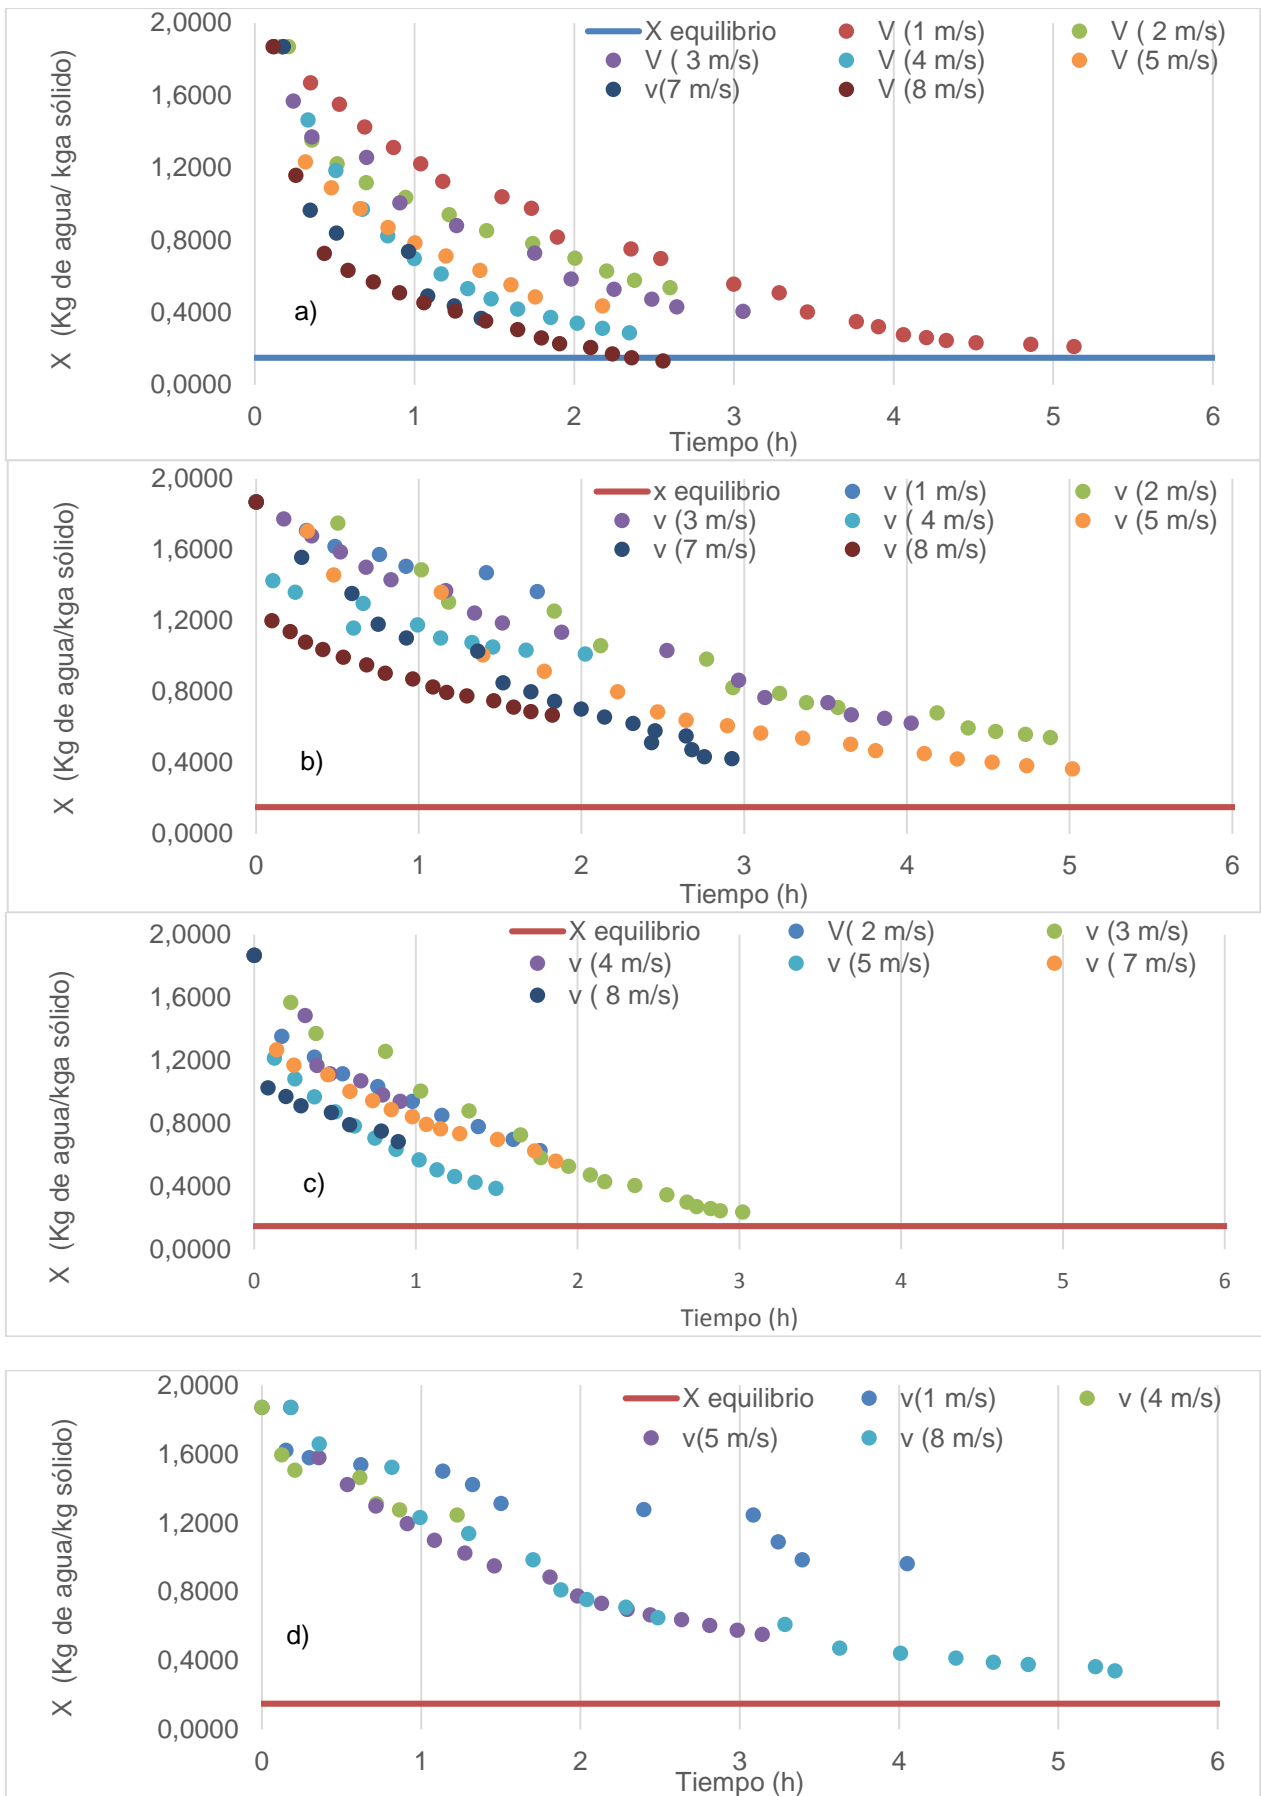 2,0000
1,6000
1,2000
0,8000
0,4000
0,0000
X (Kg de agua/ kga sólido)
X equilibrio V (1 m/s) V ( 2 m/s)
V ( 3 m/s) V (4 m/s) V (5 m/s)
v(7 m/s) V (8 m/s)
a)
0 1 2 3 4 5 6
Tiempo (h)
2,0000
1,6000
1,2000
0,8000
0,4000
0,0000
X (Kg de agua/kga sólido)
x equilibrio v (1 m/s) v (2 m/s)
v (3 m/s) v ( 4 m/s) v (5 m/s)
v (7 m/s) v (8 m/s)
b)
0 1 2 3 4 5 6
Tiempo (h)
2,0000
1,6000
1,2000
0,8000
0,4000
0,0000
X (Kg de agua/kga sólido)
X equilibrio V( 2 m/s) v (3 m/s)
v (4 m/s) v (5 m/s) v ( 7 m/s)
v ( 8 m/s)
c)
0 1 2 3 4 5 6
Tiempo (h)
2,0000
1,6000
1,2000
0,8000
0,4000
0,0000
X (Kg de agua/kg sólido)
X equilibrio v(1 m/s) v (4 m/s)
v(5 m/s) v (8 m/s)
d)
0 1 2 3 4 5 6
Tiempo (h)